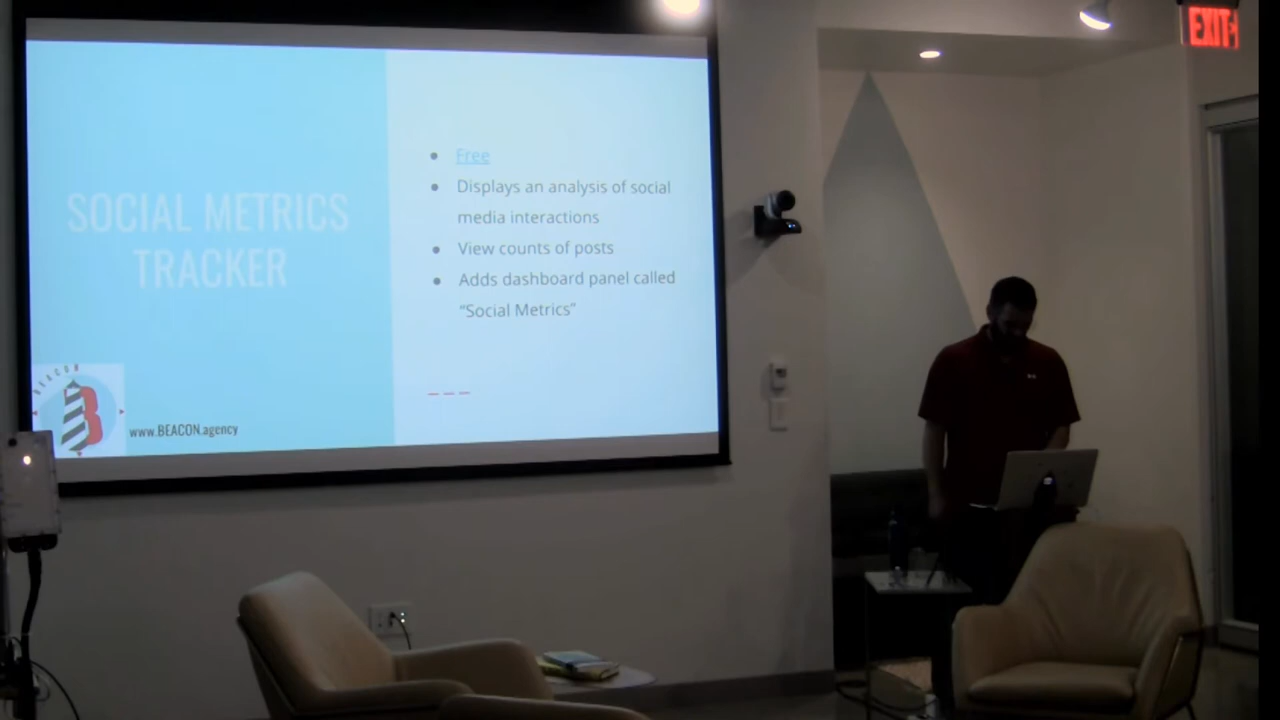 SOCIAL METRICS
TRACKER
Free
Displays an analysis of social
media interactions
View counts of posts
Adds dashboard panel called
“Social Metrics”
BEACON
B
www.BEACON.agency
EXIT